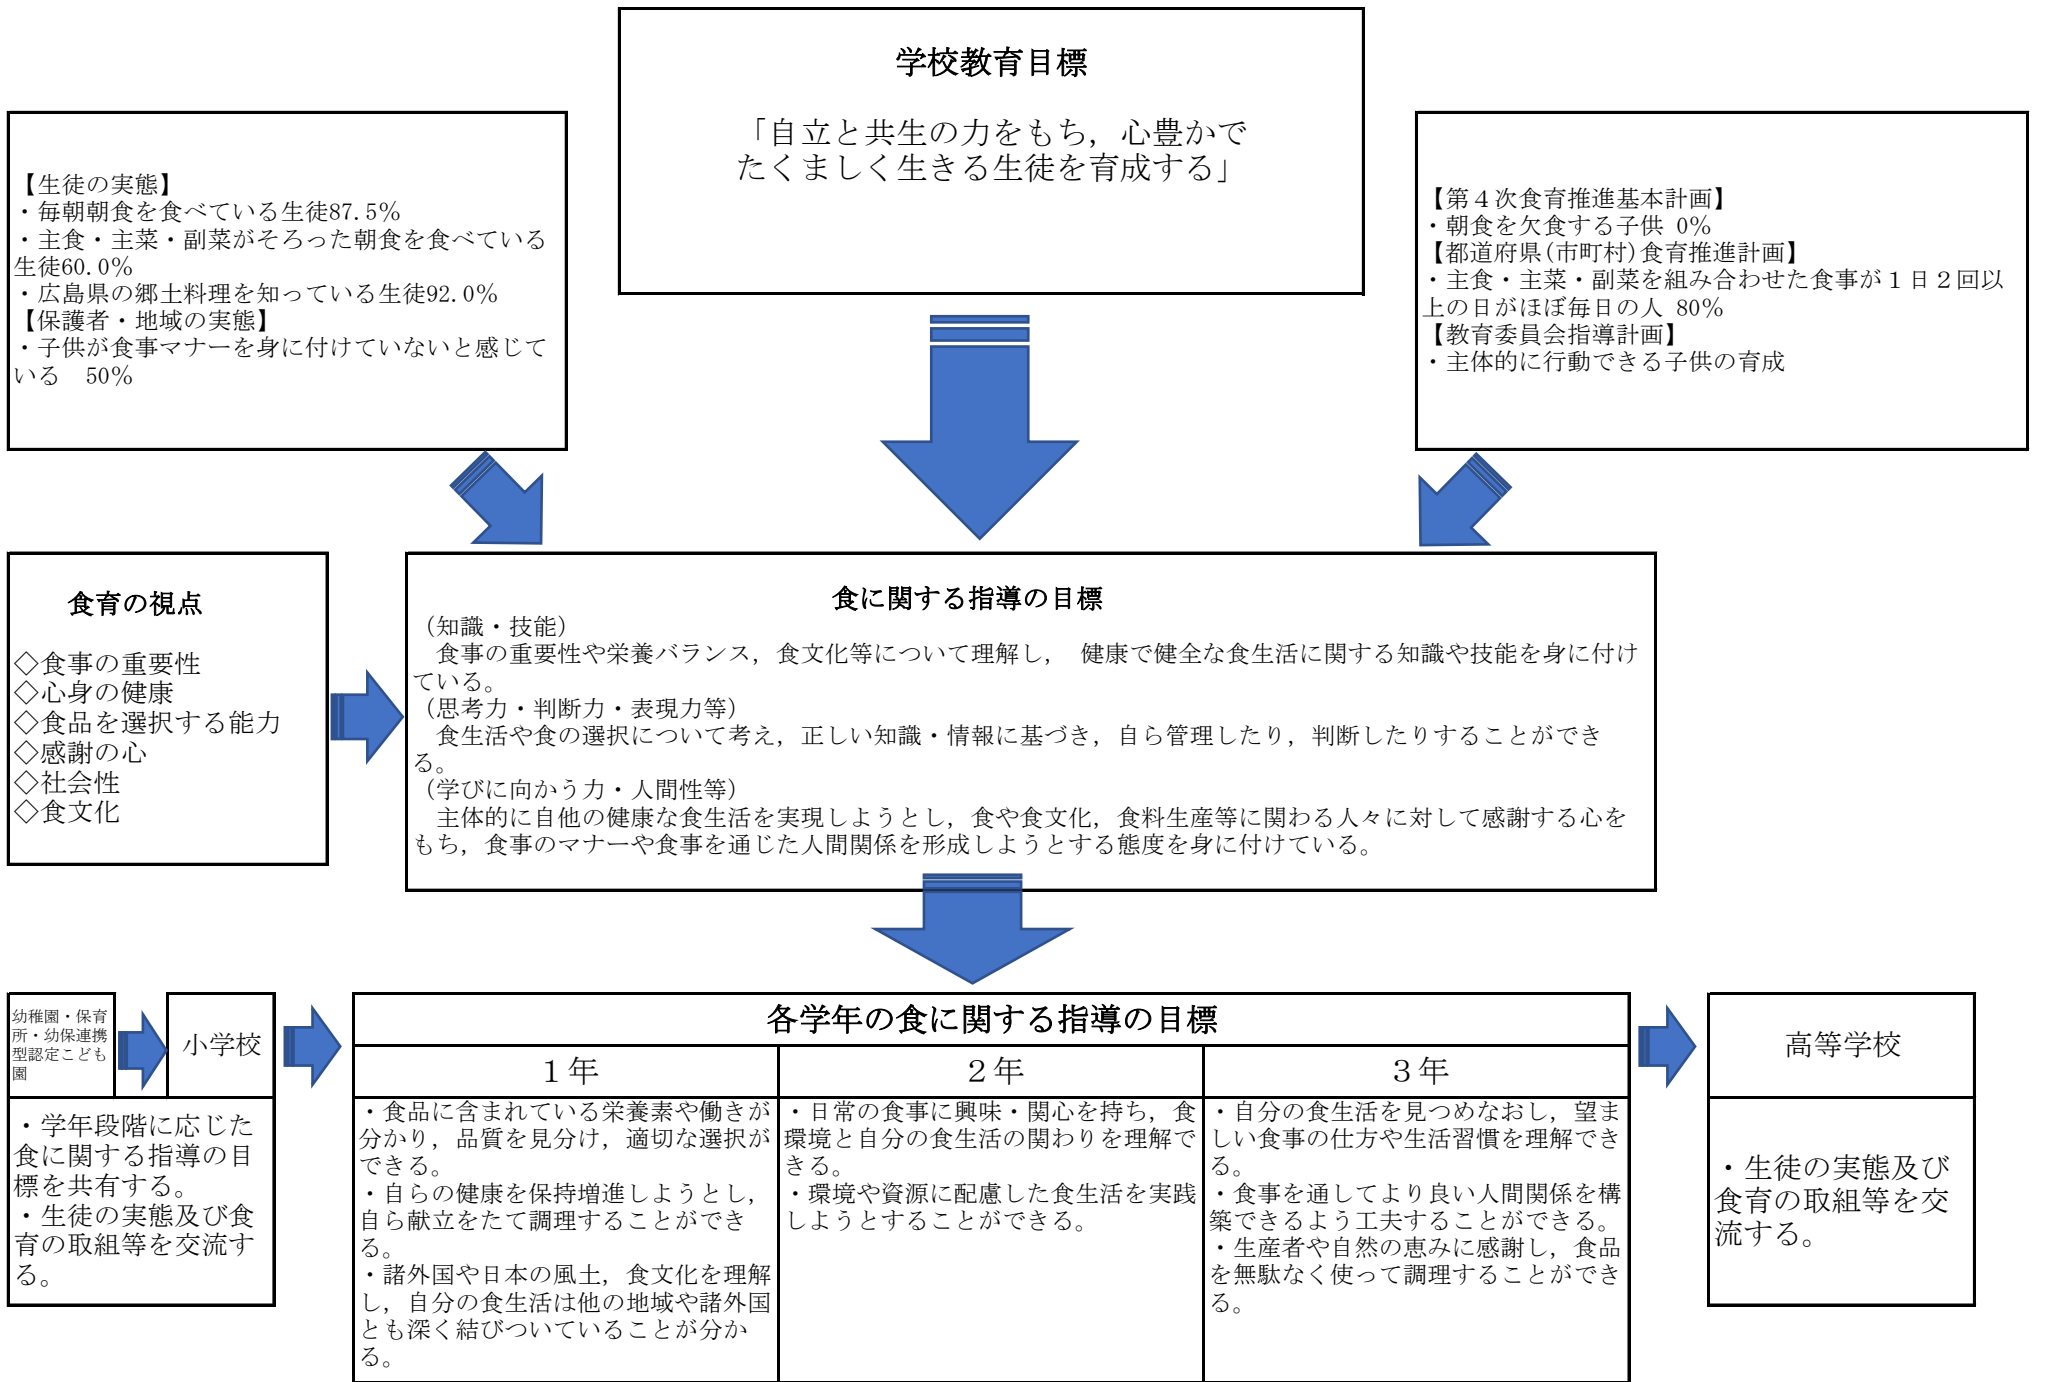 学校教育目標
「自立と共生の力をもち，心豊かで
たくましく生きる生徒を育成する」
【生徒の実態】
・毎朝朝食を食べている生徒87.5％
・主食・主菜・副菜がそろった朝食を食べている
生徒60.0％
・広島県の郷土料理を知っている生徒92.0％
【保護者・地域の実態】
・子供が食事マナーを身に付けていないと感じて
いる　50％
【第４次食育推進基本計画】
・朝食を欠食する子供 0％
【都道府県(市町村)食育推進計画】
・主食・主菜・副菜を組み合わせた食事が１日２回以
上の日がほぼ毎日の人 80％
【教育委員会指導計画】
・主体的に行動できる子供の育成
食育の視点
◇食事の重要性
◇心身の健康
◇食品を選択する能力
◇感謝の心
◇社会性
◇食文化
食に関する指導の目標
（知識・技能）
　食事の重要性や栄養バランス，食文化等について理解し，　健康で健全な食生活に関する知識や技能を身に付け
ている。
（思考力・判断力・表現力等）
　食生活や食の選択について考え，正しい知識・情報に基づき，自ら管理したり，判断したりすることができ
る。
（学びに向かう力・人間性等）
　主体的に自他の健康な食生活を実現しようとし，食や食文化，食料生産等に関わる人々に対して感謝する心を
もち，食事のマナーや食事を通じた人間関係を形成しようとする態度を身に付けている。
幼稚園・保育
所・幼保連携
型認定こども
園
小学校
・学年段階に応じた
食に関する指導の目
標を共有する。
・生徒の実態及び食
育の取組等を交流す
る。
各学年の食に関する指導の目標
１年
・食品に含まれている栄養素や働きが
分かり，品質を見分け，適切な選択が
できる。
・自らの健康を保持増進しようとし，
自ら献立をたて調理することができ
る。
・諸外国や日本の風土，食文化を理解
し，自分の食生活は他の地域や諸外国
とも深く結びついていることが分か
る。
２年
・日常の食事に興味・関心を持ち，食
環境と自分の食生活の関わりを理解で
きる。
・環境や資源に配慮した食生活を実践
しようとすることができる。
３年
・自分の食生活を見つめなおし，望ま
しい食事の仕方や生活習慣を理解でき
る。
・食事を通してより良い人間関係を構
築できるよう工夫することができる。
・生産者や自然の恵みに感謝し，食品
を無駄なく使って調理することができ
る。
高等学校
・生徒の実態及び
食育の取組等を交
流する。